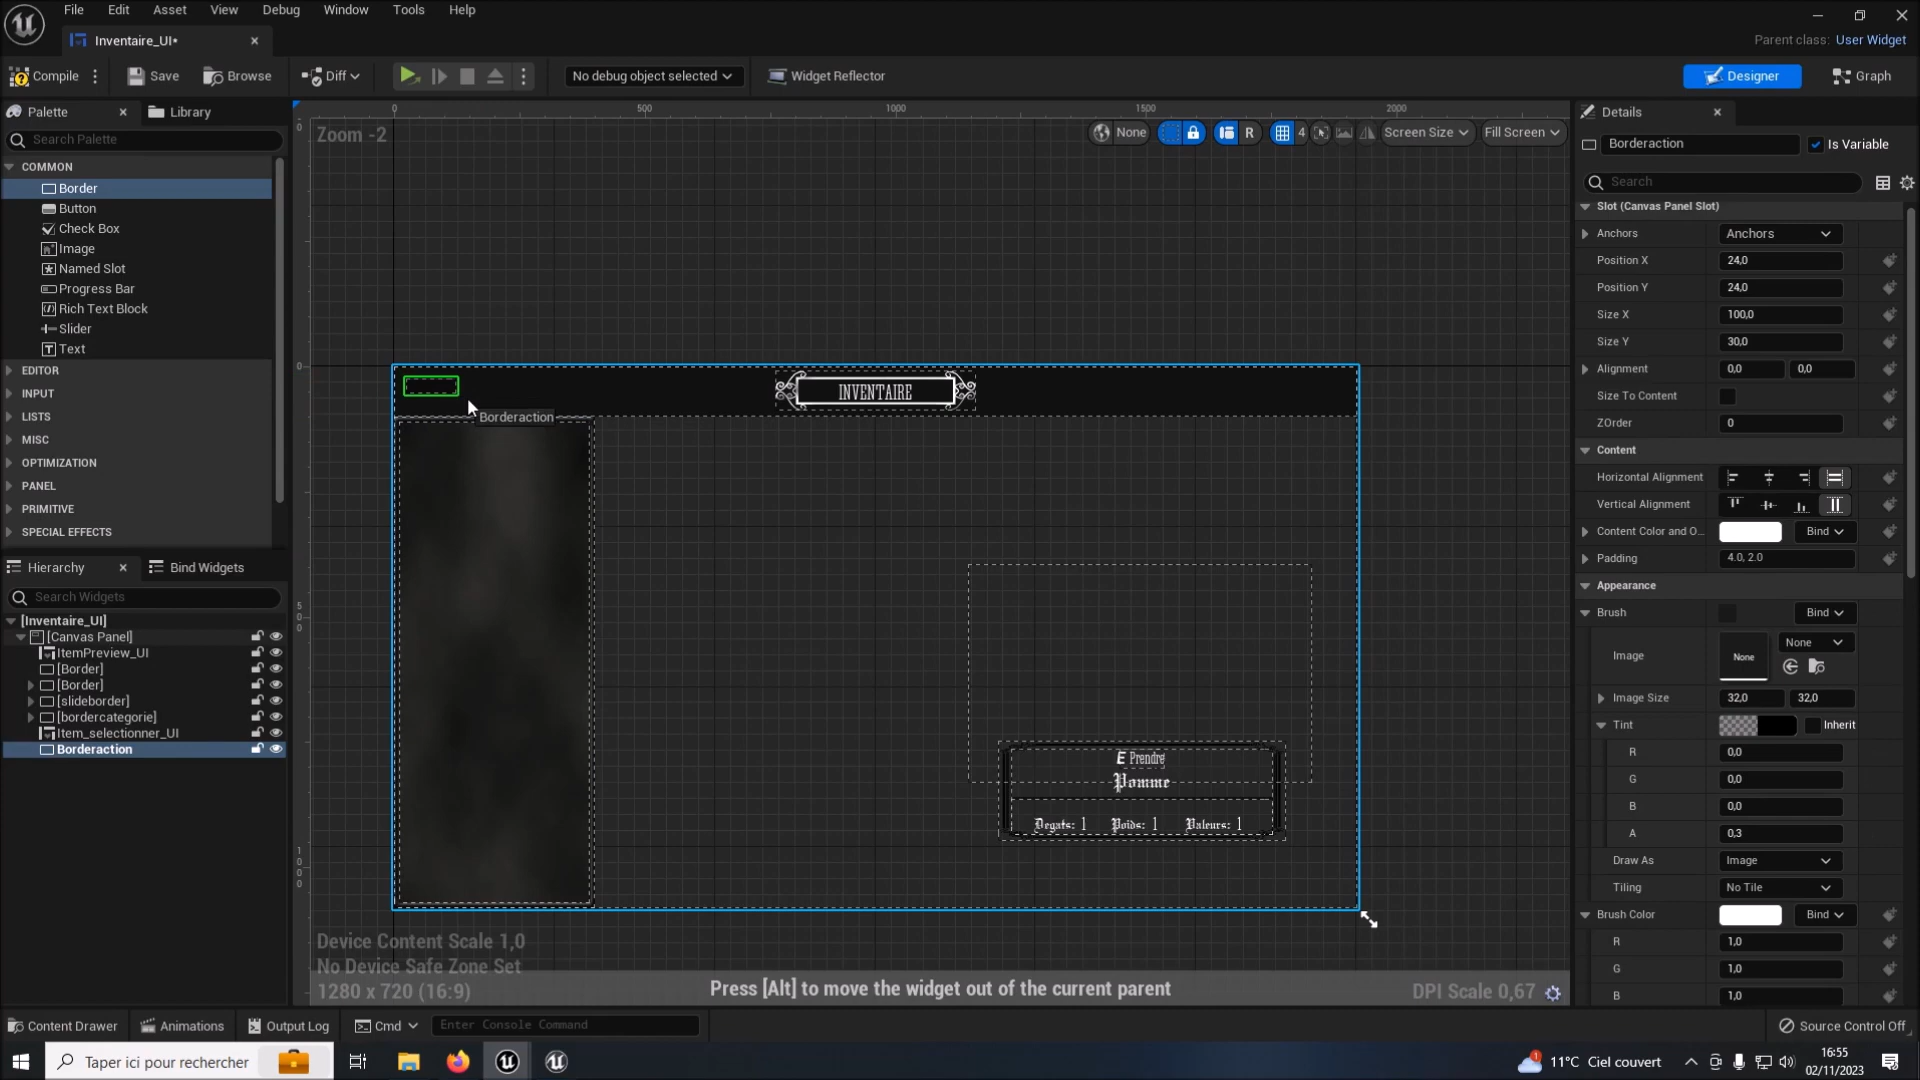 File Edit Asset View Debug Window Tools Help
Inventaire_UI•
Parent class: User Widget
Compile Save Browse Diff No debug object selected Widget Reflector Designer Graph
Palette Library
Search Palette
COMMON
Border
Button
Check Box
Image
Named Slot
Progress Bar
Rich Text Block
Slider
Text
EDITOR
INPUT
LISTS
MISC
OPTIMIZATION
PANEL
PRIMITIVE
SPECIAL EFFECTS
Hierarchy Bind Widgets
Search Widgets
[Inventaire_UI]
[Canvas Panel]
ItemPreview_UI
[Border]
[Border]
[slideborder]
[bordercategorie]
Item_selectionner_UI
Borderaction
0 500 1000 1500 2000
Zoom -2
None R 4 Screen Size Fill Screen
0
0
500
1000
INVENTAIRE
Borderaction
E Prendre
Pomme
Degats: 1 Poids: 1 Valeurs: 1
Device Content Scale 1,0
No Device Safe Zone Set
1280 x 720 (16:9)
Press [Alt] to move the widget out of the current parent
DPI Scale 0,67
Details
Borderaction Is Variable
Search
Slot (Canvas Panel Slot)
Anchors Anchors
Position X 24,0
Position Y 24,0
Size X 100,0
Size Y 30,0
Alignment 0,0 0,0
Size To Content
ZOrder 0
Content
Horizontal Alignment
Vertical Alignment
Content Color and O... Bind
Padding 4.0, 2.0
Appearance
Brush Bind
Image None None
Image Size 32,0 32,0
Tint Inherit
R 0,0
G 0,0
B 0,0
A 0,3
Draw As Image
Tiling No Tile
Brush Color Bind
R 1,0
G 1,0
B 1,0
Content Drawer Animations Output Log Cmd Enter Console Command Source Control Off
Taper ici pour rechercher
1 11°C Ciel couvert
16:55
02/11/2023